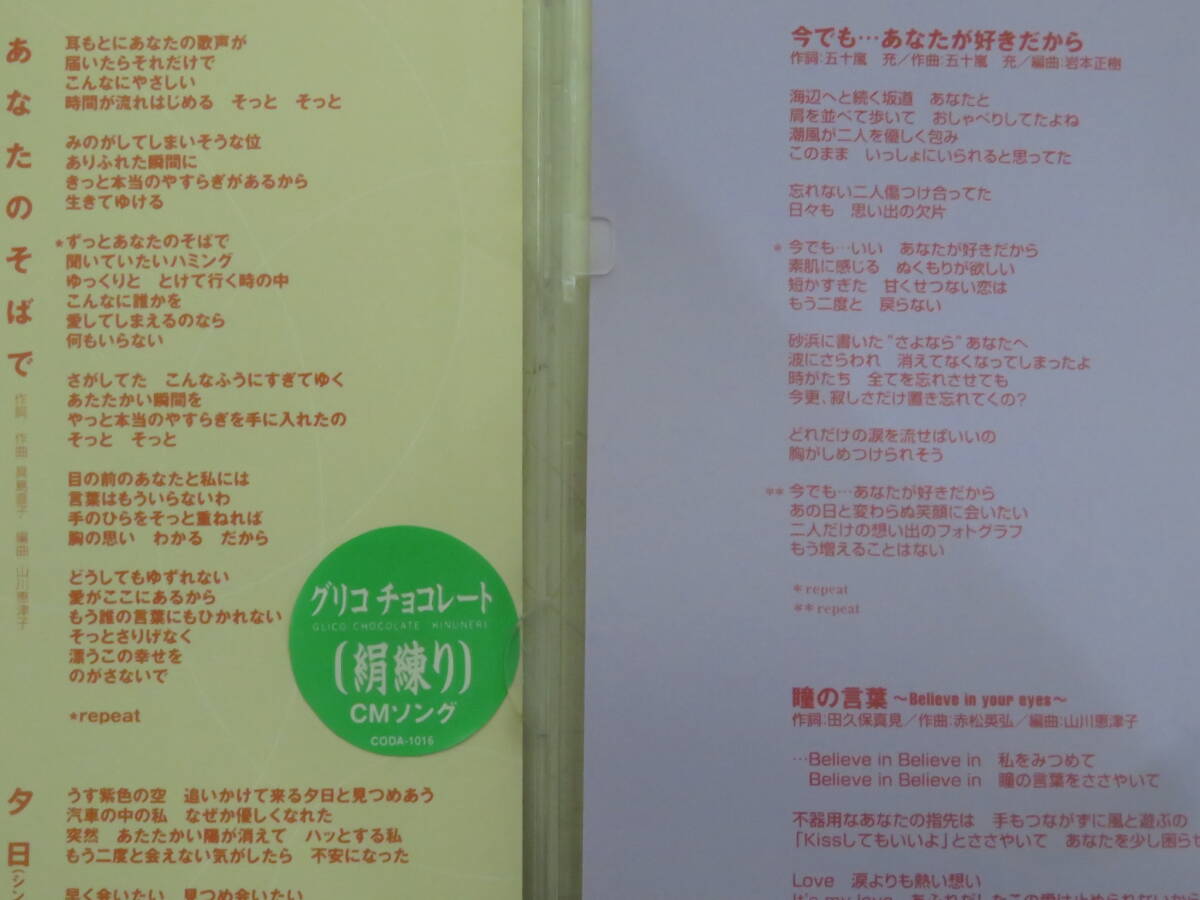 あなたのそばで
作詞 作曲 編曲 山川恵津子
耳もとにあなたの歌声が
届いたらそれだけで
こんなにやさしい
時間が流れはじめる　そっと　そっと
みのがしてしまいそうな位
ありふれた瞬間に
きっと本当のやすらぎがあるから
生きてゆける
*ずっとあなたのそばで
聞いていたいハミング
ゆっくりと　とけて行く時の中
こんなに誰かを
愛してしまえるのなら
何もいらない
さがしてた　こんなふうにすぎてゆく
あたたかい瞬間を
やっと本当のやすらぎを手に入れたの
そっと　そっと
目の前のあなたと私には
言葉はもういらないわ
手のひらをそっと重ねれば
胸の思い　わかる　だから
どうしてもゆずれない
愛がここにあるから
もう誰の言葉にもひかれない
そっとさりげなく
漂うこの幸せを
のがさないで
*repeat
グリコ チョコレート
GLICO CHOCOLATE KINUNERI
(絹練り)
CMソング
CODA-1016
夕日(シン
うす紫色の空　追いかけて来る夕日と見つめあう
汽車の中の私　なぜか優しくなれた
突然　あたたかい陽が消えて　ハッとする私
もう二度と会えない気がしたら　不安になった
早く会いたい　見つめ会いたい
今でも…あなたが好きだから
作詞:五十嵐　充／作曲:五十嵐　充／編曲:岩本正樹
海辺へと続く坂道　あなたと
肩を並べて歩いて　おしゃべりしてたよね
潮風が二人を優しく包み
このまま　いっしょにいられると思ってた
忘れない二人傷つけ合ってた
日々も　思い出の欠片
*今でも…いい　あなたが好きだから
素肌に感じる　ぬくもりが欲しい
短かすぎた　甘くせつない恋は
もう二度と　戻らない
砂浜に書いた“さよなら”あなたへ
波にさらわれ　消えてなくなってしまったよ
時がたち　全てを忘れさせても
今更、寂しさだけ置き忘れてくの?
どれだけの涙を流せばいいの
胸がしめつけられそう
**今でも…あなたが好きだから
あの日と変わらぬ笑顔に会いたい
二人だけの想い出のフォトグラフ
もう増えることはない
*repeat
**repeat
瞳の言葉 〜Believe in your eyes〜
作詞:田久保真見／作曲:赤松英弘／編曲:山川恵津子
…Believe in Believe in　私をみつめて
Believe in Believe in　瞳の言葉をささやいて
不器用なあなたの指先は　手もつながずに風と遊ぶの
「Kissしてもいいよ」とささやいて　あなたを少し困らせ
Love　涙よりも熱い想い
It's my love　あふれだしたこの愛は止められないから